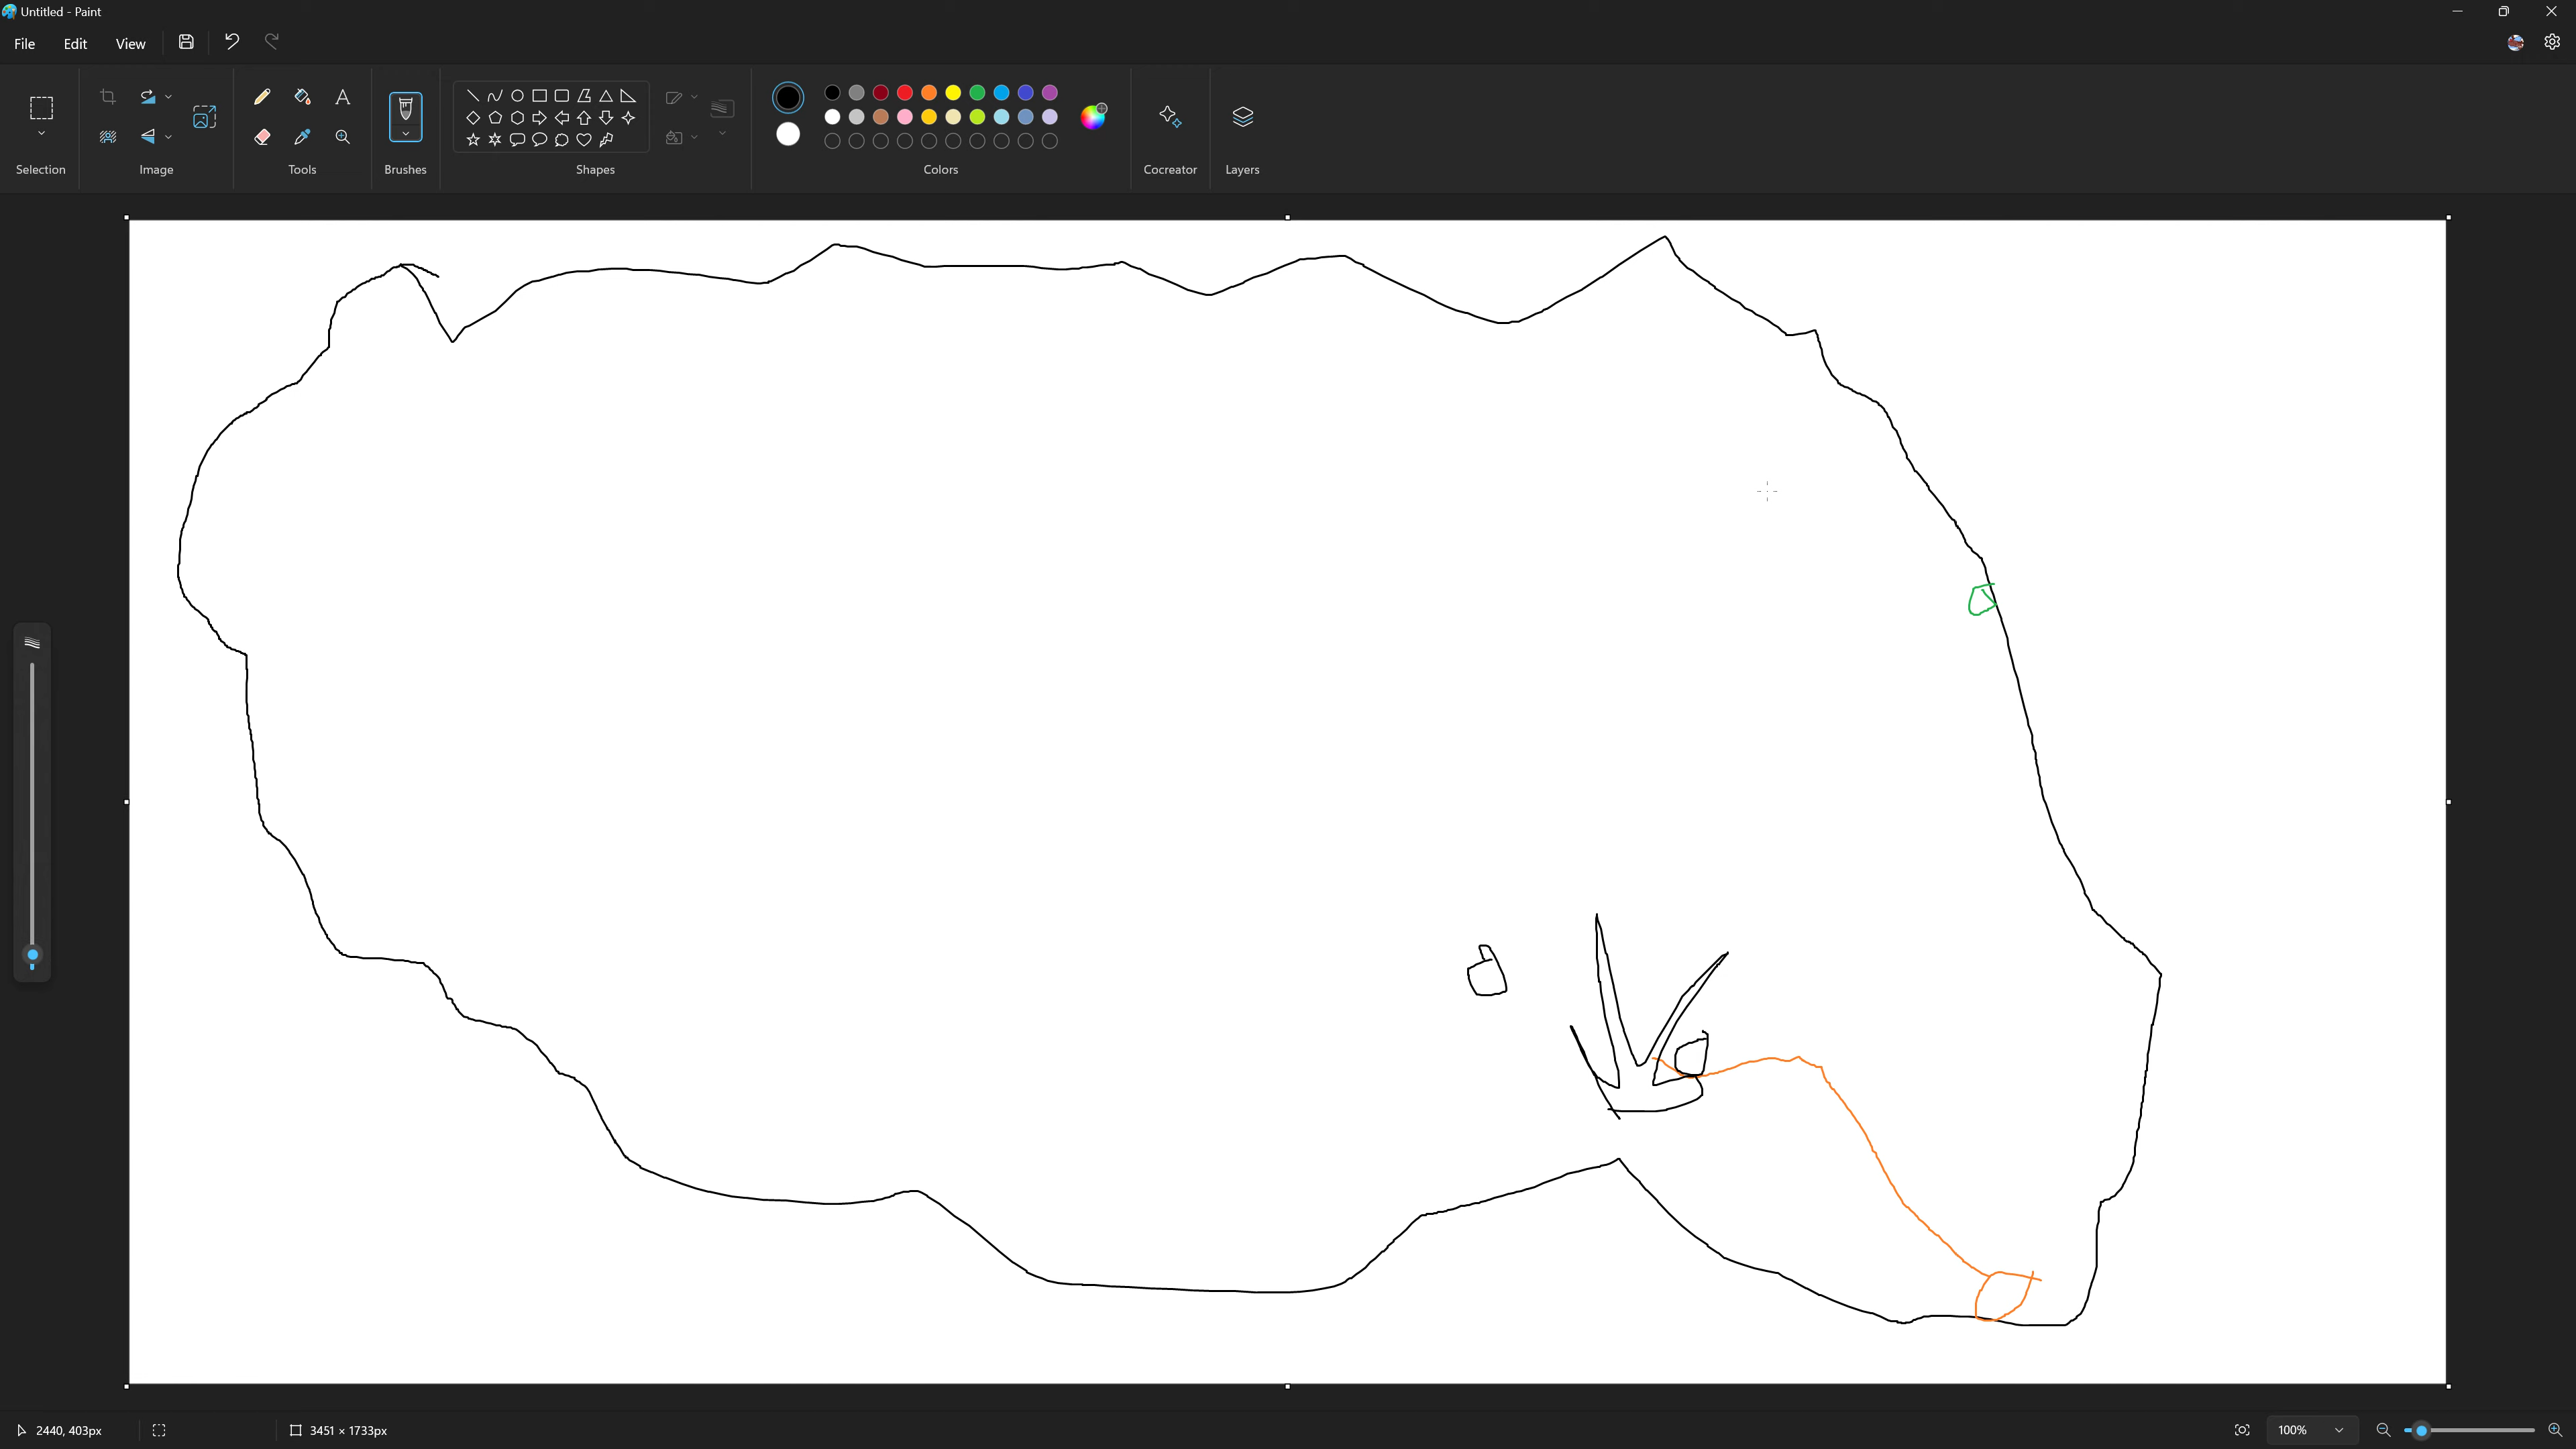 Untitled - Paint
File Edit View
Selection Image Tools Brushes Shapes Colors Cocreator Layers
2440, 403px 3451 × 1733px 100%